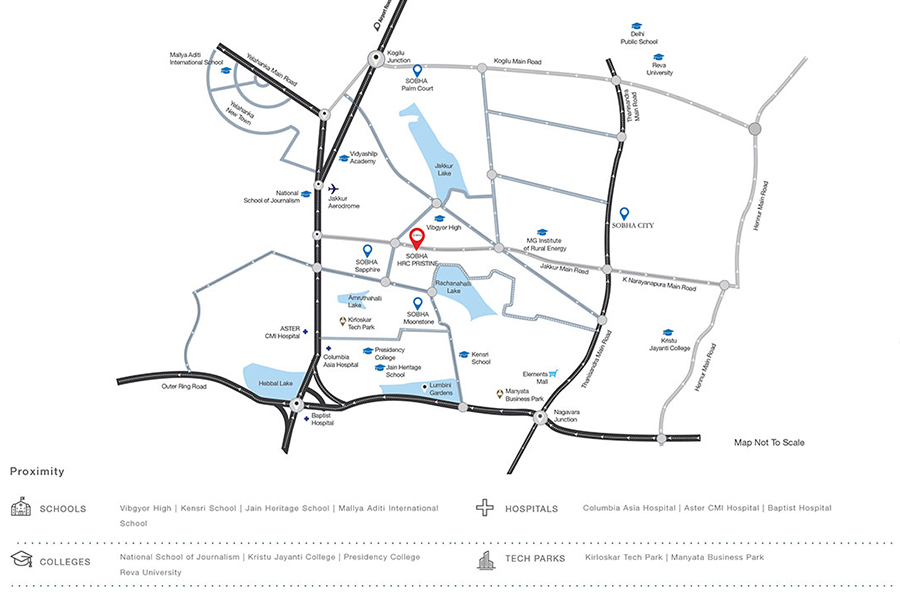 Airport Road
Delhi
Public School
Mallya Aditi
International School
Yelahanka Main Road
Kogilu
Junction
Kogilu Main Road
Reva
University
SOBHA
Palm Court
Thanisandra
Main Road
Yelahanka
New Town
Vidyashilp
Academy
Jakkur
Lake
National
School of Journalism
Jakkur
Aerodrome
Hennur Main Road
Vibgyor High
SOBHA CITY
MG Institute
of Rural Energy
SOBHA
Sapphire
SOBHA
HRC PRISTINE
Jakkur Main Road
K Narayanapura Main Road
Rachanahalli
Lake
Amruthahalli
Lake
SOBHA
Moonstone
Kirloskar
Tech Park
ASTER
CMI Hospital
Columbia
Asia Hospital
Presidency
College
Jain Heritage
School
Kensri
School
Kristu
Jayanti College
Thanisandra Main Road
Hennur Main Road
Elements
Mall
Outer Ring Road
Hebbal Lake
Lumbini
Gardens
Manyata
Business Park
Baptist
Hospital
Nagavara
Junction
Map Not To Scale
Proximity
SCHOOLS
Vibgyor High | Kensri School | Jain Heritage School | Mallya Aditi International
School
HOSPITALS
Columbia Asia Hospital | Aster CMI Hospital | Baptist Hospital
COLLEGES
National School of Journalism | Kristu Jayanti College | Presidency College
Reva University
TECH PARKS
Kirloskar Tech Park | Manyata Business Park